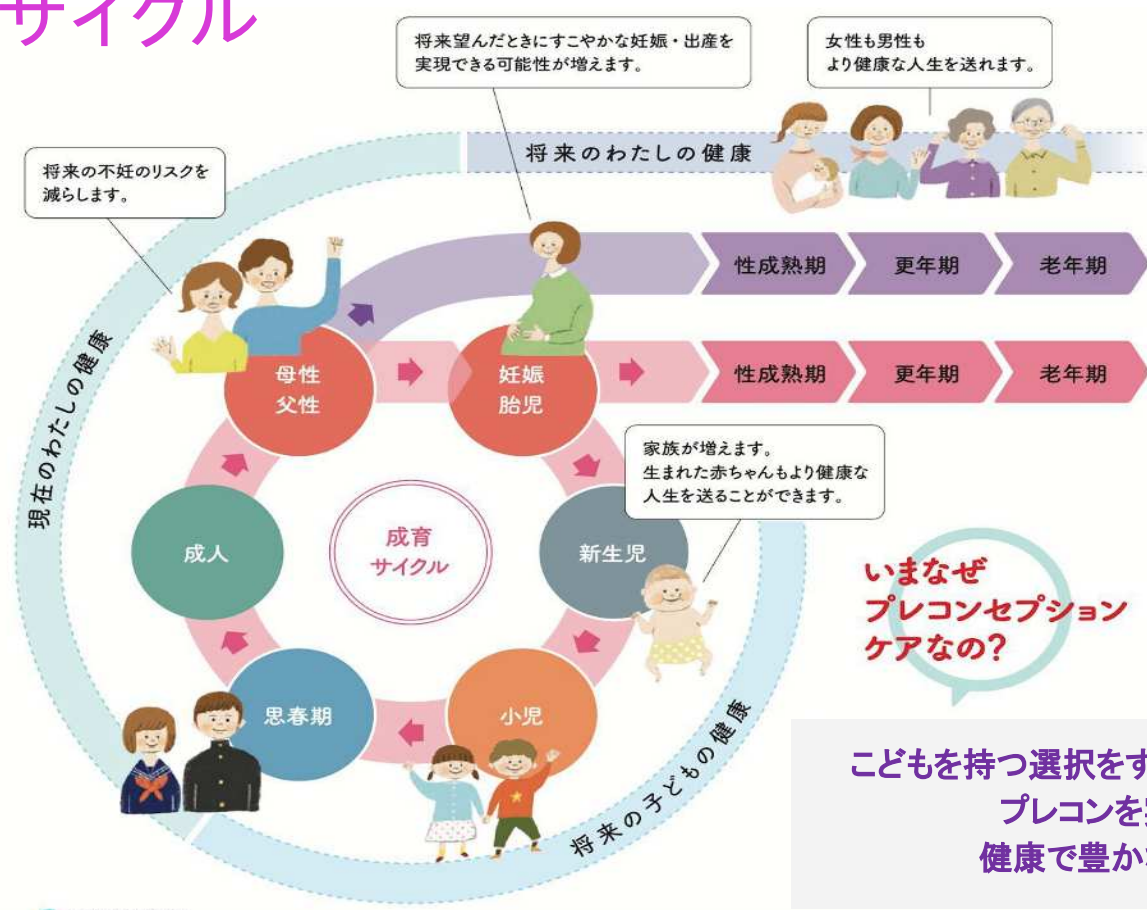 サイクル
将来望んだときにすこやかな妊娠・出産を
実現できる可能性が増えます。
女性も男性も
より健康な人生を送れます。
将来のわたしの健康
将来の不妊のリスクを
減らします。
性成熟期
更年期
老年期
現在のわたしの健康
母性
父性
妊娠
胎児
性成熟期
更年期
老年期
家族が増えます。
生まれた赤ちゃんもより健康な
人生を送ることができます。
成人
成育
サイクル
新生児
いまなぜ
プレコンセプション
ケアなの?
思春期
小児
将来の子どもの健康
こどもを持つ選択をす
プレコンを
健康で豊か